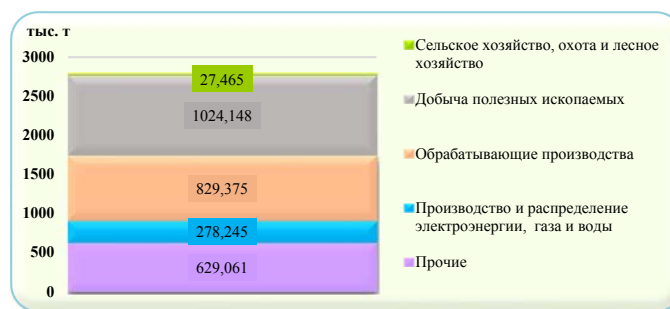 тыс. т
3000
2500
2000
1500
1000
500
0
27,465
1024,148
829,375
278,245
629,061
Сельское хозяйство, охота и лесное
хозяйство
Добыча полезных ископаемых
Обрабатывающие производства
Производство и распределение
электроэнергии, газа и воды
Прочие